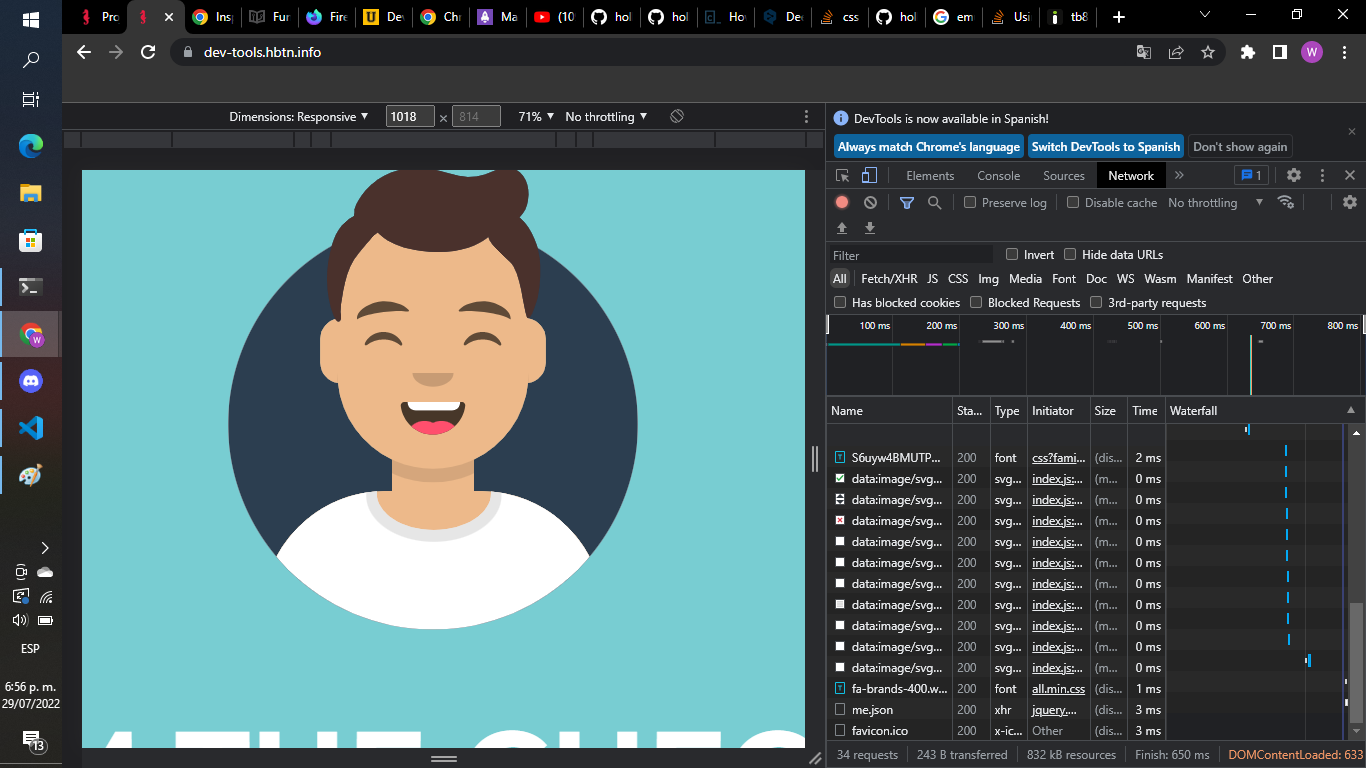 Pro
Insp
Fur
Fire
Dev
Chr
Ma
(10
hol
hol
Hov
Dev
css
hol
em
Usi
tb8
dev-tools.hbtn.info
W
Dimensions: Responsive ▼ 1018 × 814 71% ▼ No throttling ▼
DevTools is now available in Spanish!
Always match Chrome's language Switch DevTools to Spanish Don't show again
Elements Console Sources Network » 1
Preserve log Disable cache No throttling ▼
Filter Invert Hide data URLs
All Fetch/XHR JS CSS Img Media Font Doc WS Wasm Manifest Other
Has blocked cookies Blocked Requests 3rd-party requests
100 ms 200 ms 300 ms 400 ms 500 ms 600 ms 700 ms 800 ms
Name Sta... Type Initiator Size Time Waterfall
S6uyw4BMUTP... 200 font css?fami... (dis... 2 ms
data:image/svg... 200 svg... index.js:... (m... 0 ms
data:image/svg... 200 svg... index.js:... (m... 0 ms
data:image/svg... 200 svg... index.js:... (m... 0 ms
data:image/svg... 200 svg... index.js:... (m... 0 ms
data:image/svg... 200 svg... index.js:... (m... 0 ms
data:image/svg... 200 svg... index.js:... (m... 0 ms
data:image/svg... 200 svg... index.js:... (m... 0 ms
data:image/svg... 200 svg... index.js:... (m... 0 ms
data:image/svg... 200 svg... index.js:... (m... 0 ms
data:image/svg... 200 svg... index.js:... (m... 0 ms
fa-brands-400.w... 200 font all.min.css (dis... 1 ms
me.json 200 xhr jquery.... (dis... 3 ms
favicon.ico 200 x-ic... Other (dis... 3 ms
34 requests 243 B transferred 832 kB resources Finish: 650 ms DOMContentLoaded: 633
ESP
6:56 p. m.
29/07/2022
13